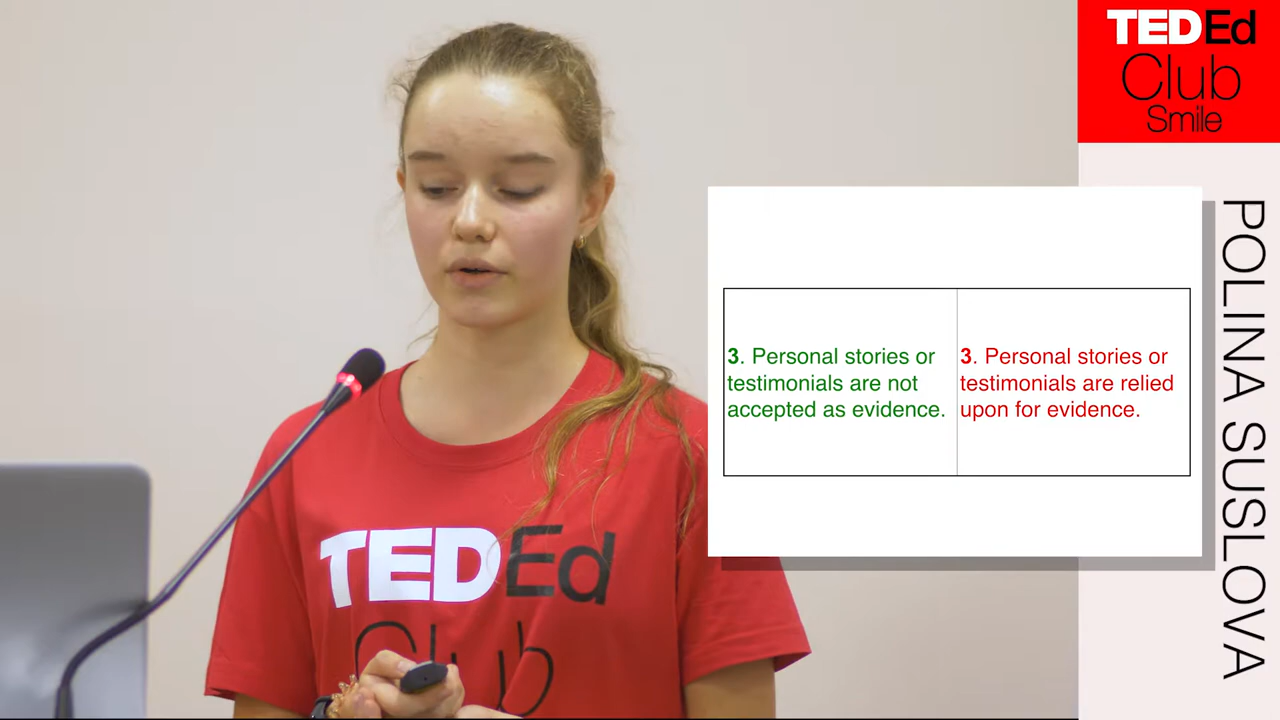 TEDEd
Club
Smile
POLINA SUSLOVA
3. Personal stories or
testimonials are not
accepted as evidence.
3. Personal stories or
testimonials are relied
upon for evidence.
TEDEd
Club